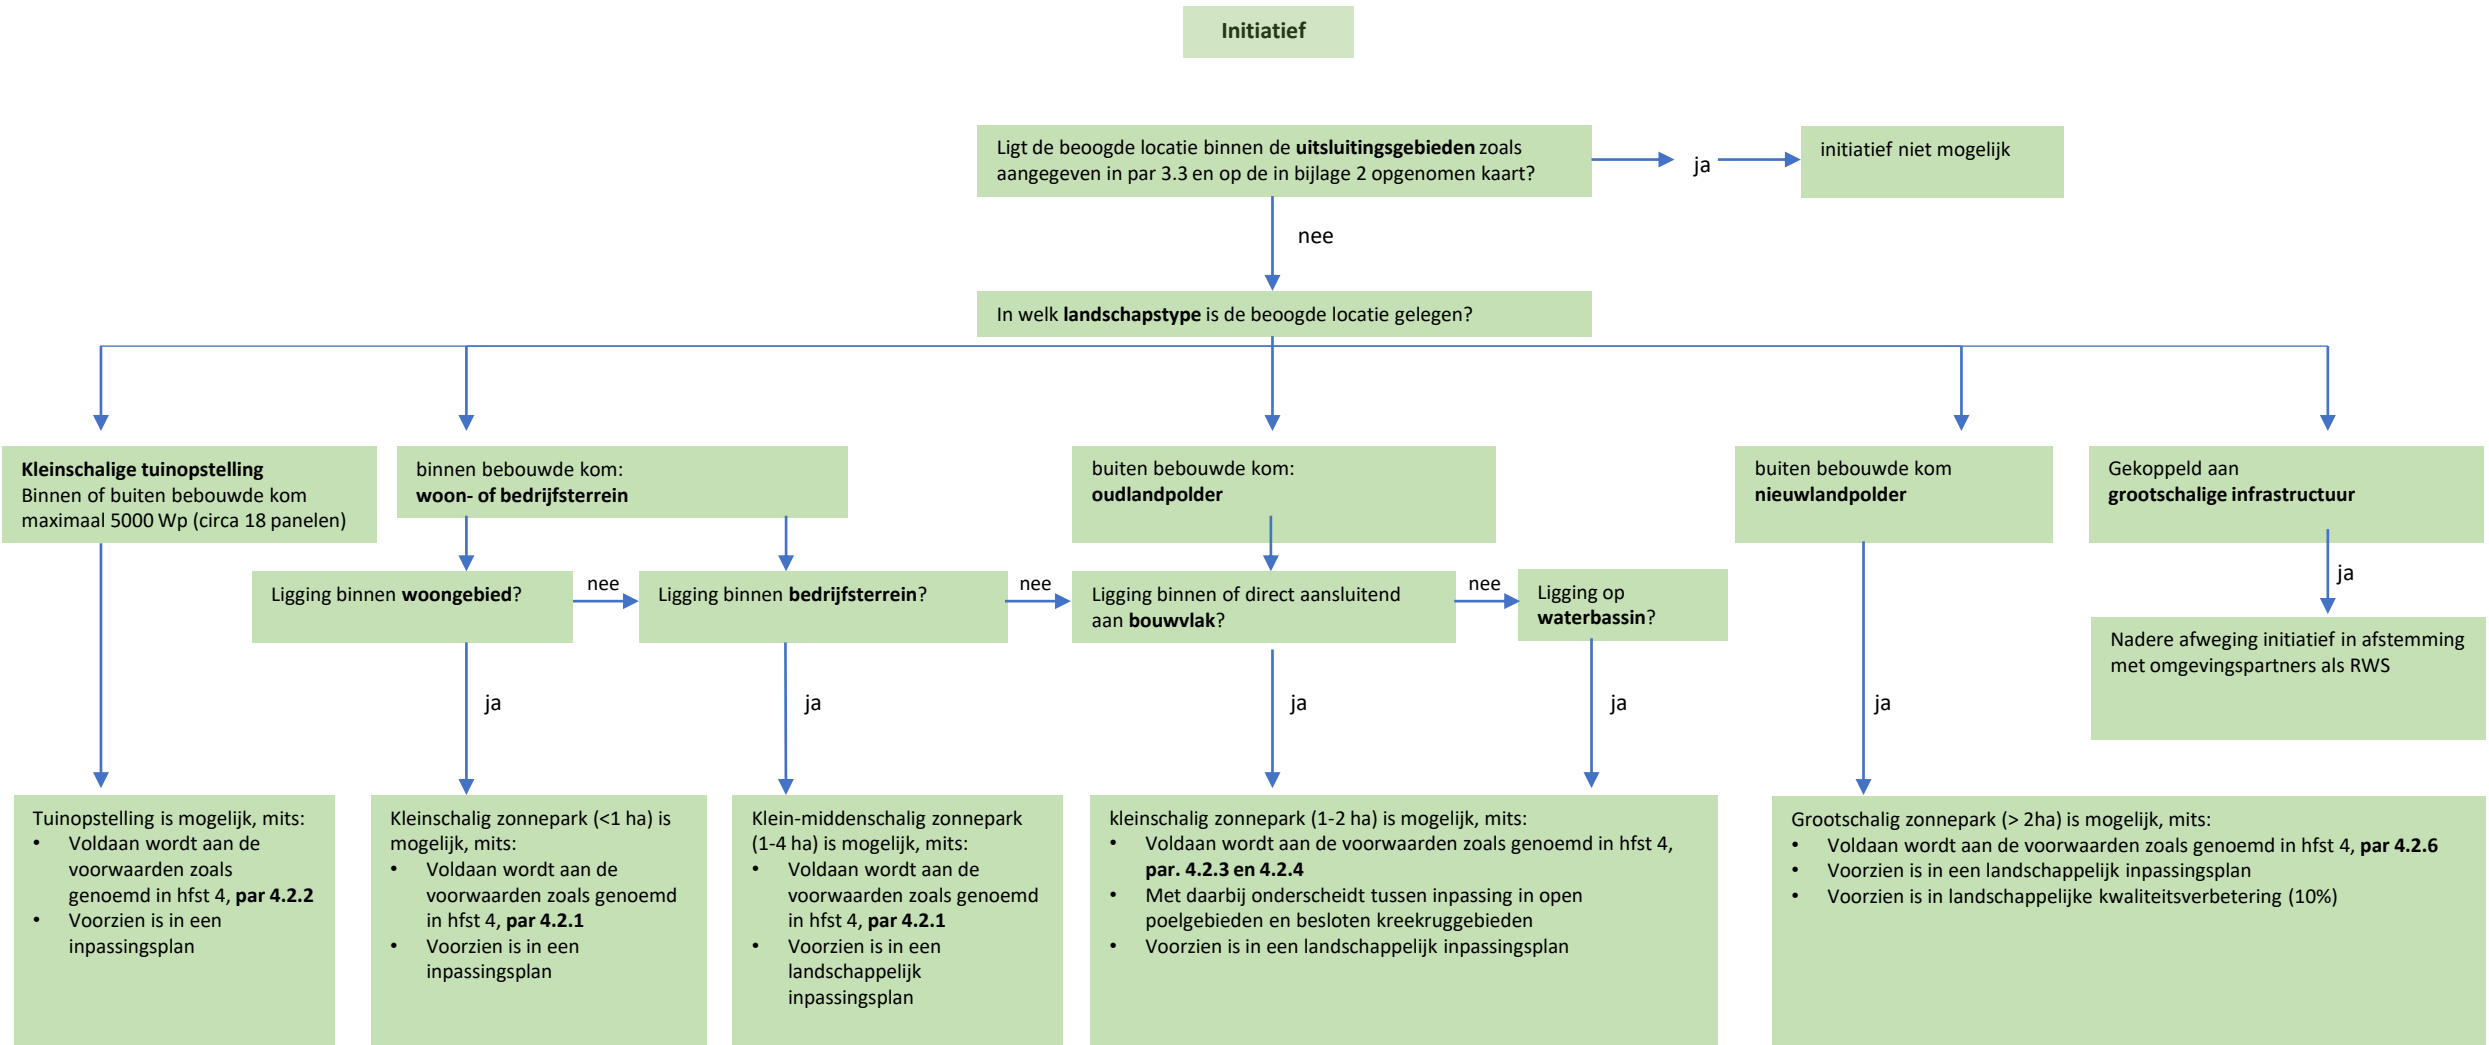 Initiatief
Ligt de beoogde locatie binnen de uitsluitingsgebieden zoals
aangegeven in par 3.3 en op de in bijlage 2 opgenomen kaart?
ja
initiatief niet mogelijk
nee
In welk landschapstype is de beoogde locatie gelegen?
Kleinschalige tuinopstelling
Binnen of buiten bebouwde kom
maximaal 5000 Wp (circa 18 panelen)
binnen bebouwde kom:
woon- of bedrijfsterrein
buiten bebouwde kom:
oudlandpolder
buiten bebouwde kom
nieuwlandpolder
Gekoppeld aan
grootschalige infrastructuur
Ligging binnen woongebied?
nee
Ligging binnen bedrijfsterrein?
nee
Ligging binnen of direct aansluitend
aan bouwvlak?
nee
Ligging op
waterbassin?
ja
Nadere afweging initiatief in afstemming
met omgevingspartners als RWS
ja
ja
ja
ja
ja
Tuinopstelling is mogelijk, mits:
• Voldaan wordt aan de
voorwaarden zoals
genoemd in hfst 4, par 4.2.2
• Voorzien is in een
inpassingsplan
Kleinschalig zonnepark (<1 ha) is
mogelijk, mits:
• Voldaan wordt aan de
voorwaarden zoals genoemd
in hfst 4, par 4.2.1
• Voorzien is in een
inpassingsplan
Klein-middenschalig zonnepark
(1-4 ha) is mogelijk, mits:
• Voldaan wordt aan de
voorwaarden zoals genoemd
in hfst 4, par 4.2.1
• Voorzien is in een
landschappelijk
inpassingsplan
kleinschalig zonnepark (1-2 ha) is mogelijk, mits:
• Voldaan wordt aan de voorwaarden zoals genoemd in hfst 4,
par. 4.2.3 en 4.2.4
• Met daarbij onderscheidt tussen inpassing in open
poelgebieden en besloten kreekruggebieden
• Voorzien is in een landschappelijk inpassingsplan
Grootschalig zonnepark (> 2ha) is mogelijk, mits:
• Voldaan wordt aan de voorwaarden zoals genoemd in hfst 4, par 4.2.6
• Voorzien is in een landschappelijk inpassingsplan
• Voorzien is in landschappelijke kwaliteitsverbetering (10%)